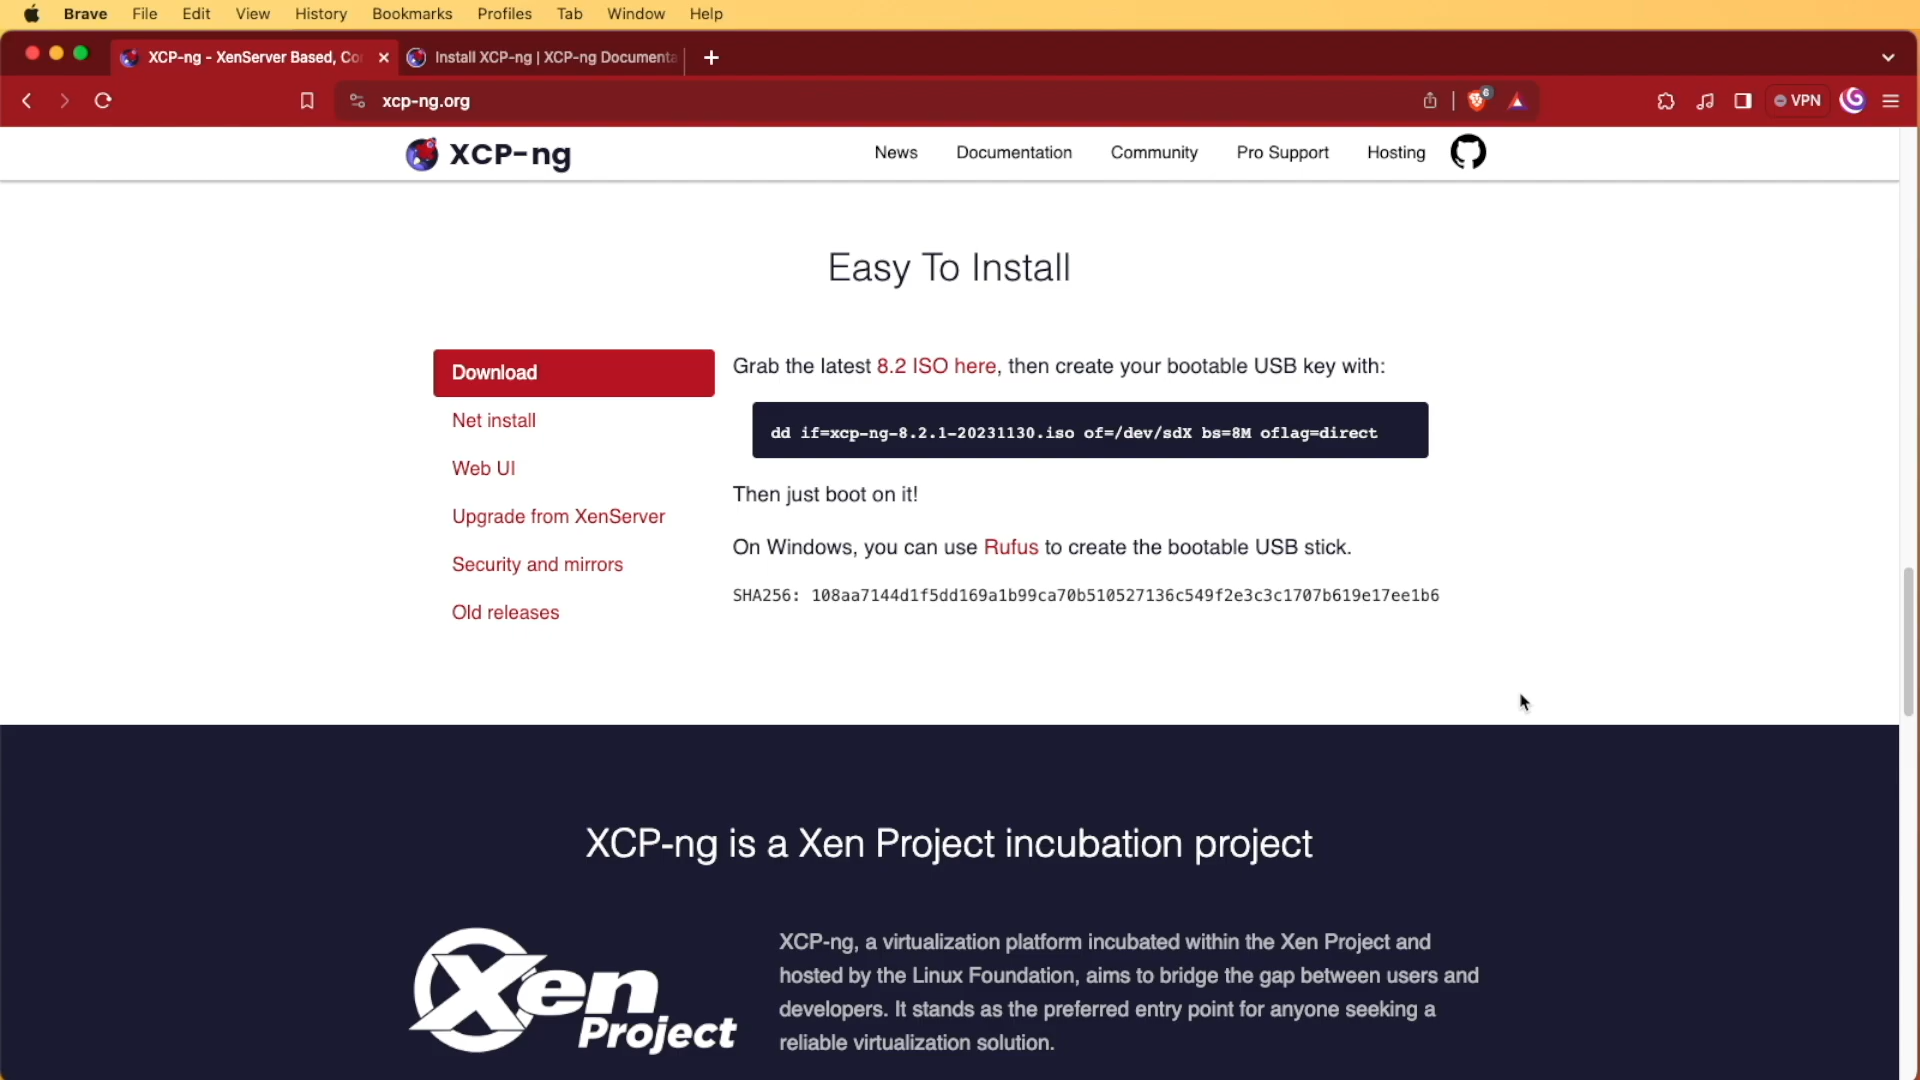 Brave File Edit View History Bookmarks Profiles Tab Window Help
XCP-ng - XenServer Based, Co
Install XCP-ng | XCP-ng Documenta
xcp-ng.org
6
VPN
XCP-ng
News Documentation Community Pro Support Hosting
Easy To Install
Download
Net install
Web UI
Upgrade from XenServer
Security and mirrors
Old releases
Grab the latest 8.2 ISO here, then create your bootable USB key with:
dd if=xcp-ng-8.2.1-20231130.iso of=/dev/sdX bs=8M oflag=direct
Then just boot on it!
On Windows, you can use Rufus to create the bootable USB stick.
SHA256: 108aa7144d1f5dd169a1b99ca70b510527136c549f2e3c3c1707b619e17ee1b6
XCP-ng is a Xen Project incubation project
Xen
Project
XCP-ng, a virtualization platform incubated within the Xen Project and
hosted by the Linux Foundation, aims to bridge the gap between users and
developers. It stands as the preferred entry point for anyone seeking a
reliable virtualization solution.